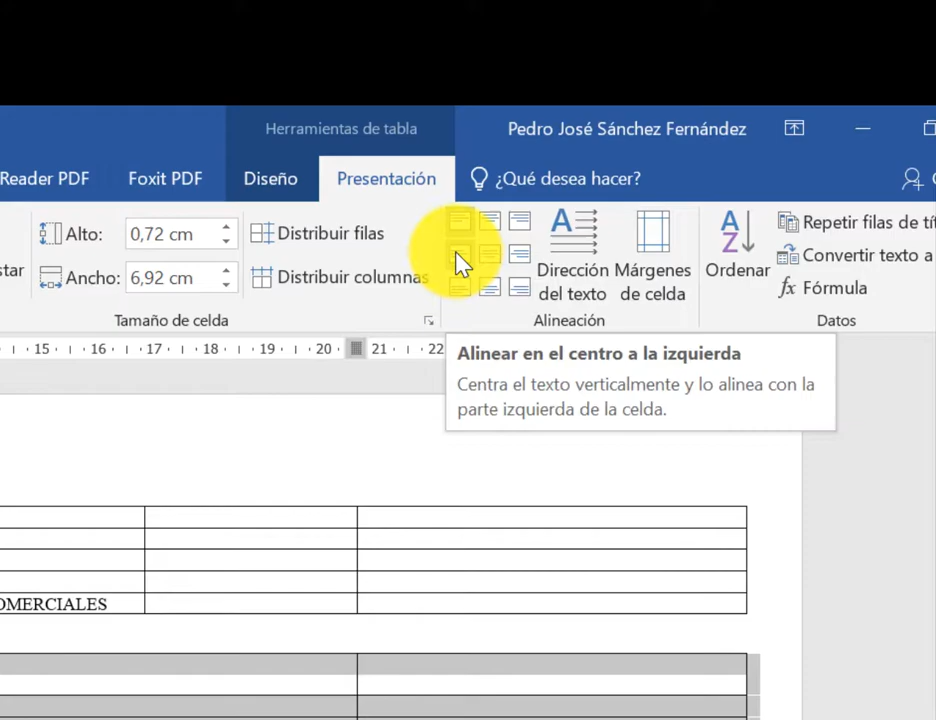 Herramientas de tabla
Pedro José Sánchez Fernández
Reader PDF
Foxit PDF
Diseño
Presentación
¿Qué desea hacer?
Alto:
0,72 cm
Distribuir filas
Ancho:
6,92 cm
Distribuir columnas
Tamaño de celda
Dirección
del texto
Márgenes
de celda
Alineación
Ordenar
Repetir filas de
Convertir texto a
Fórmula
Datos
15 16 17 18 19 20 21 22
Alinear en el centro a la izquierda
Centra el texto verticalmente y lo alinea con la
parte izquierda de la celda.
OMERCIALES